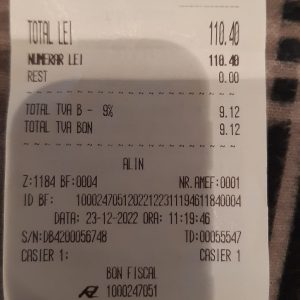 TOTAL LEI 110.40
NUMERAR LEI 110.40
REST 0.00
TOTAL TVA B - 9% 9.12
TOTAL TVA BON 9.12
ALIN
Z:1184 BF:0004 NR.AMEF:0001
ID BF: 10002470512022122311194611840004
DATA: 23-12-2022 ORA: 11:19:46
S/N:DB4200056748 TD:00055547
CASIER 1: CASIER 1
BON FISCAL
1000247051